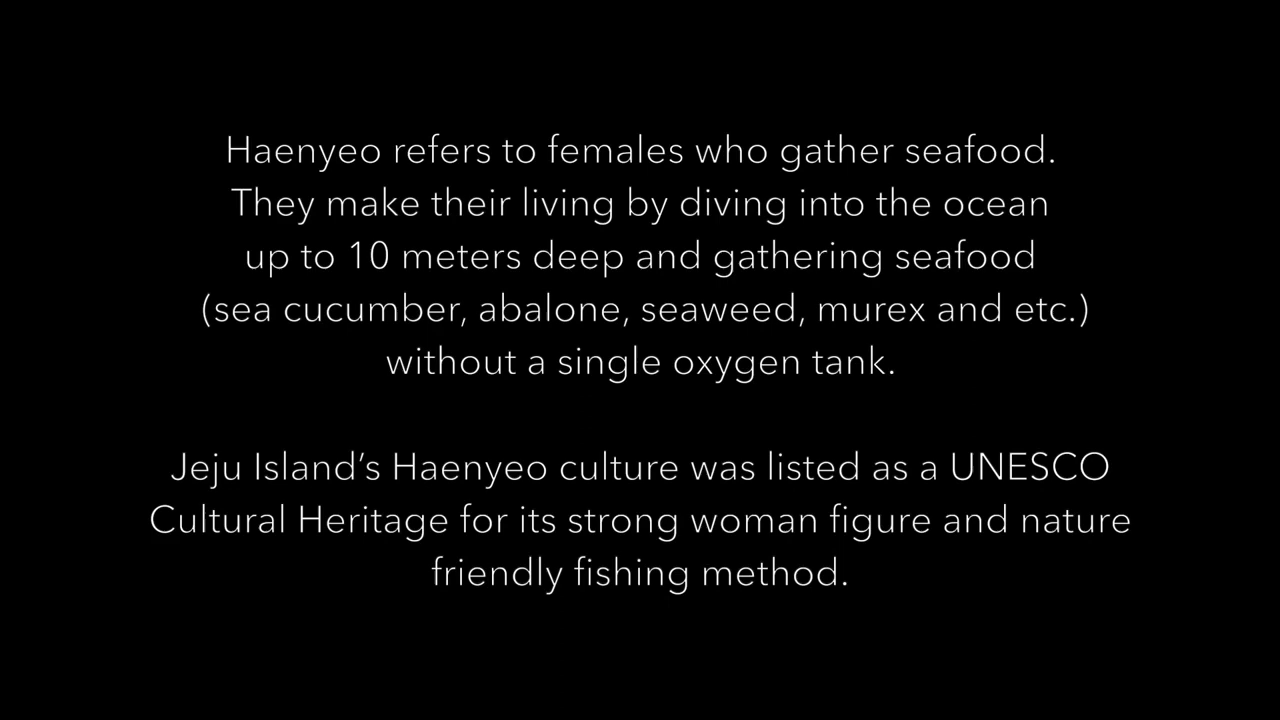 Haenyeo refers to females who gather seafood.
They make their living by diving into the ocean
up to 10 meters deep and gathering seafood
(sea cucumber, abalone, seaweed, murex and etc.)
without a single oxygen tank.
Jeju Island’s Haenyeo culture was listed as a UNESCO
Cultural Heritage for its strong woman figure and nature
friendly fishing method.